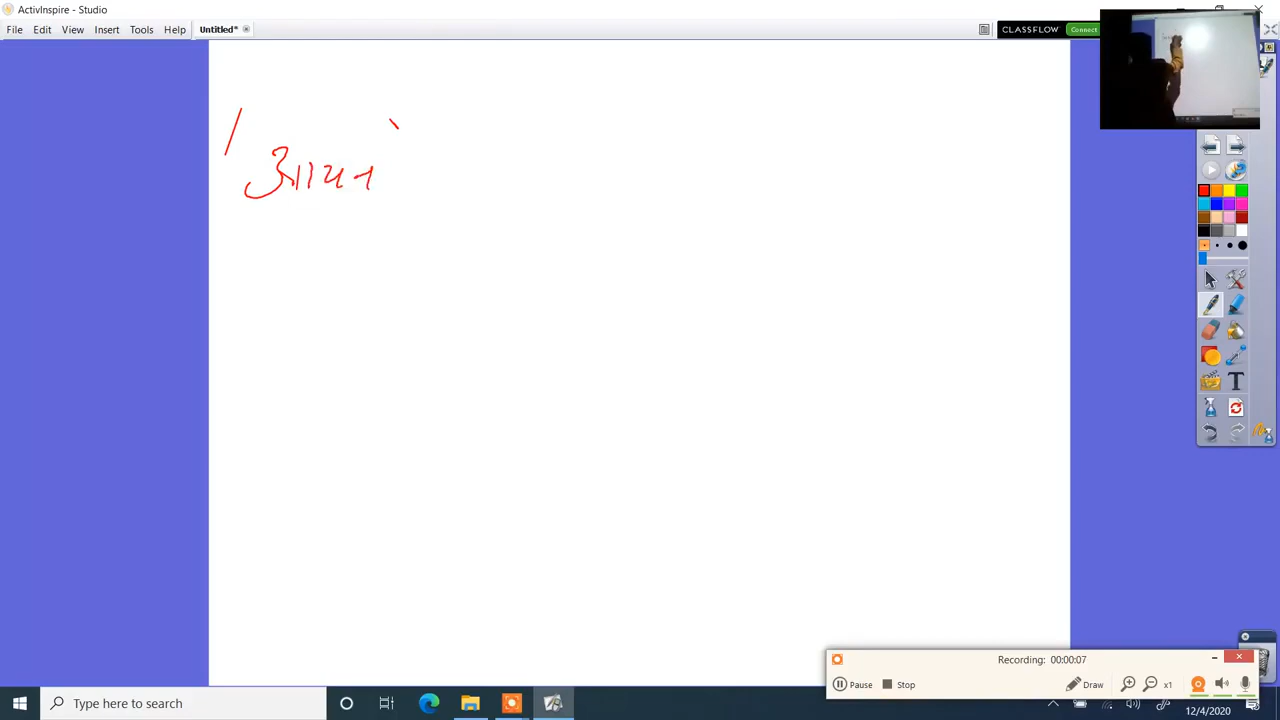 ActivInspire - Studio
File Edit View Insert Tools Help Untitled* CLASSFLOW Connect
आयन
Recording: 00:00:07
Pause Stop Draw x1
Type here to search
12/4/2020